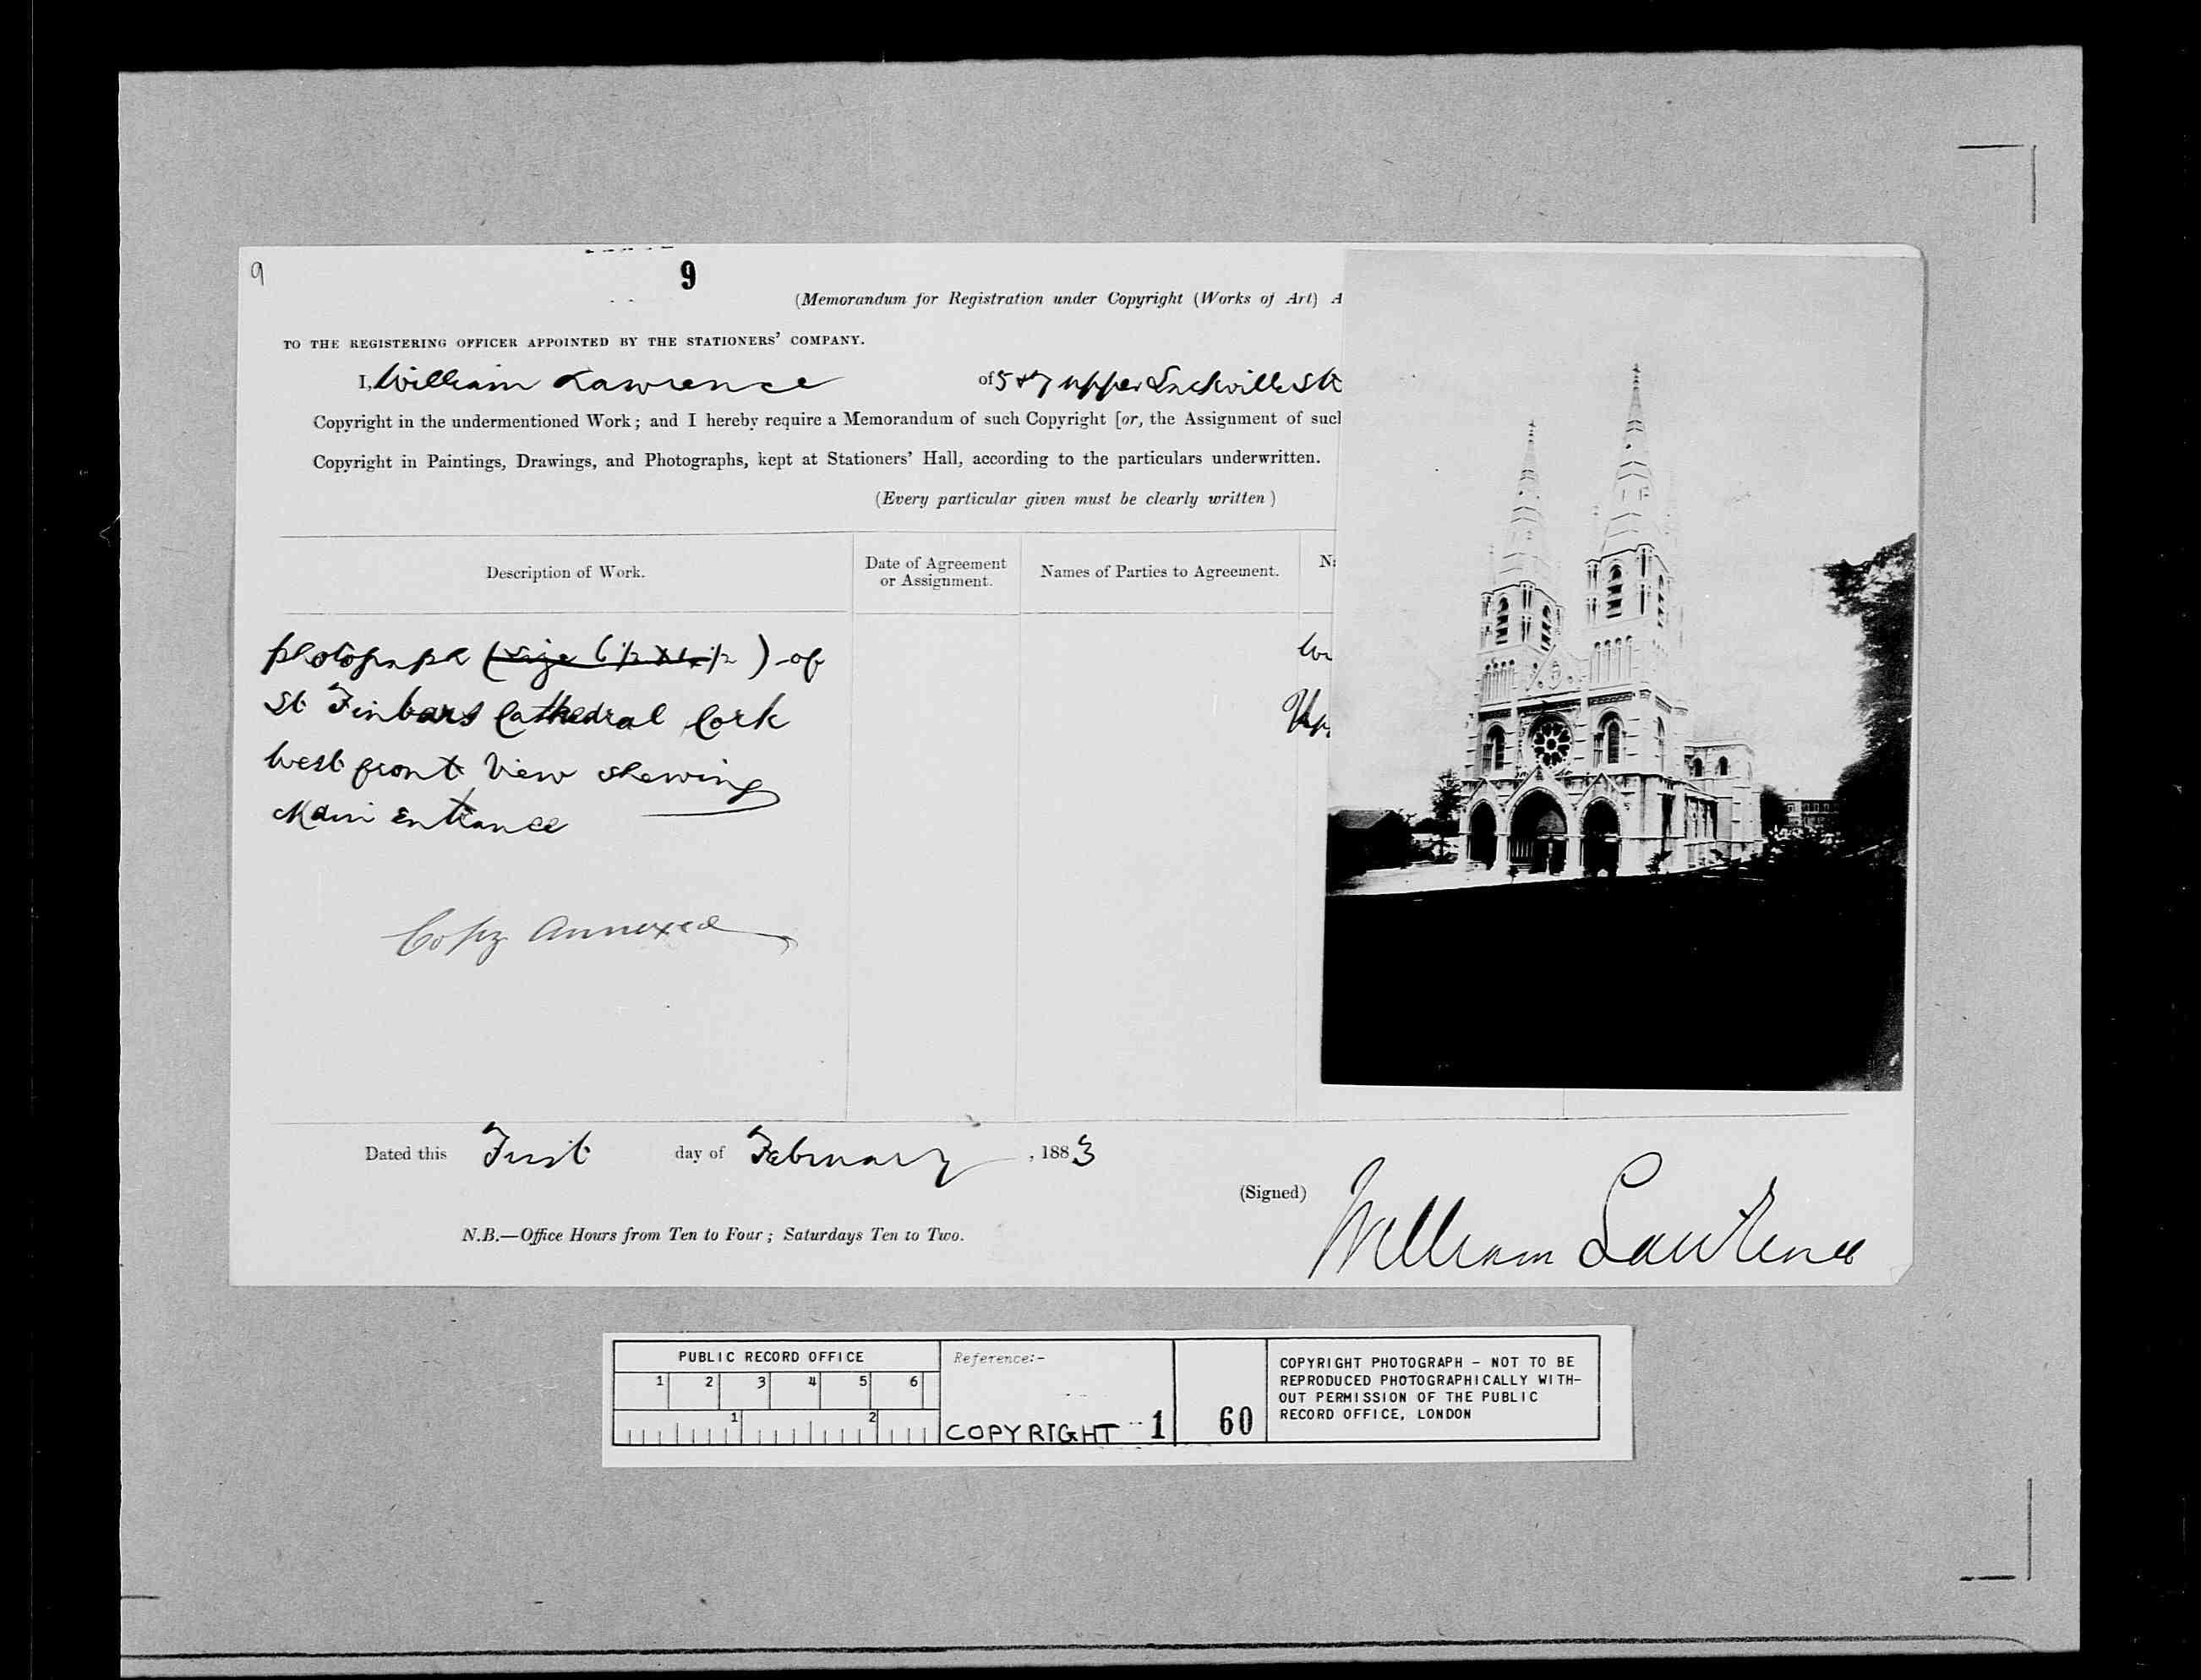 9
9
(Memorandum for Registration under Copyright (Works of Art) A
TO THE REGISTERING OFFICER APPOINTED BY THE STATIONERS' COMPANY.
I, William Lawrence of 5 & 7 upper Sackville St
Copyright in the undermentioned Work; and I hereby require a Memorandum of such Copyright [or, the Assignment of such
Copyright in Paintings, Drawings, and Photographs, kept at Stationers' Hall, according to the particulars underwritten.
(Every particular given must be clearly written)
Description of Work. Date of Agreement or Assignment. Names of Parties to Agreement. Na
photograph (size 6 1/2 x 4 1/2) of
St Finbars Cathedral Cork
West front View shewing
Main Entrance
Copy Annexed
Upp
Dated this First day of February, 1883
(Signed) William Lawrence
N.B.—Office Hours from Ten to Four; Saturdays Ten to Two.
PUBLIC RECORD OFFICE
1 2 3 4 5 6
1 2
Reference:-
COPYRIGHT 1
60
COPYRIGHT PHOTOGRAPH - NOT TO BE
REPRODUCED PHOTOGRAPHICALLY WITH-
OUT PERMISSION OF THE PUBLIC
RECORD OFFICE, LONDON